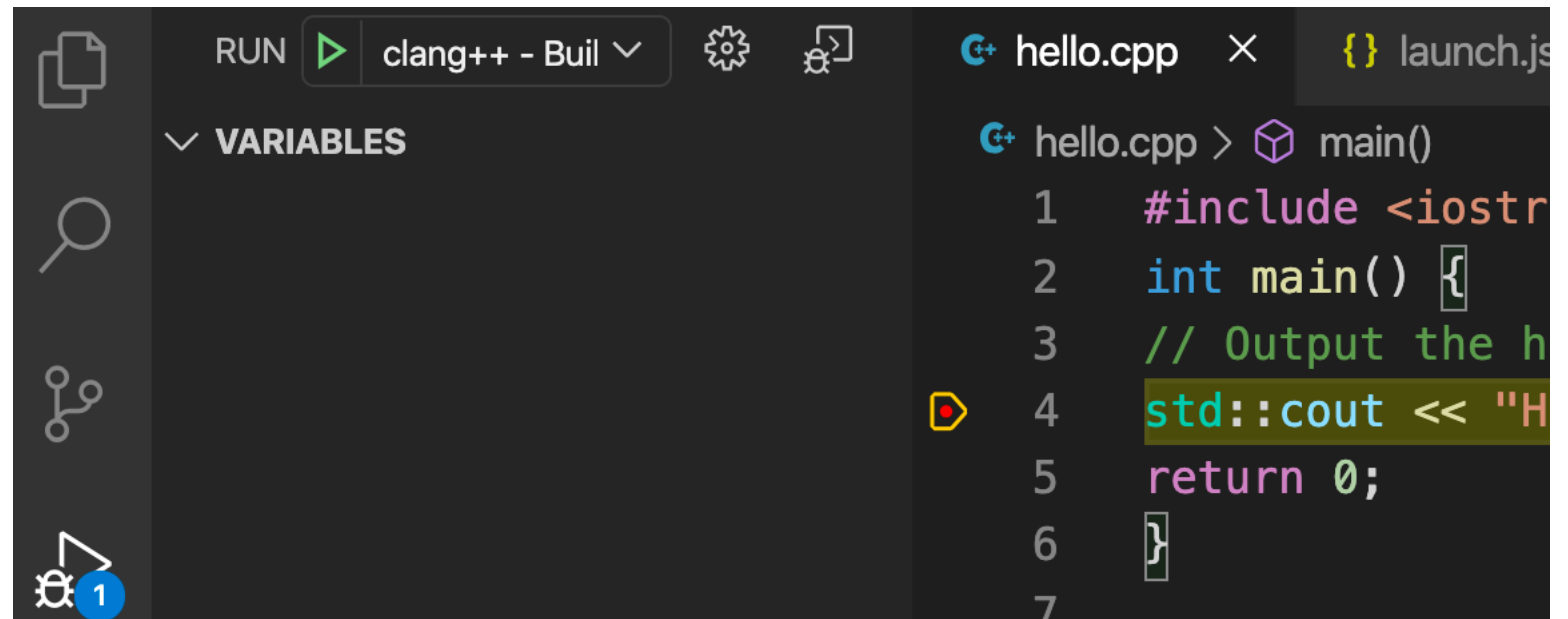 RUN clang++ - Buil
VARIABLES
1
hello.cpp
{} launch.js
hello.cpp > main()
1 #include <iostr
2 int main() {
3 // Output the h
4 std::cout << "H
5 return 0;
6 }
7